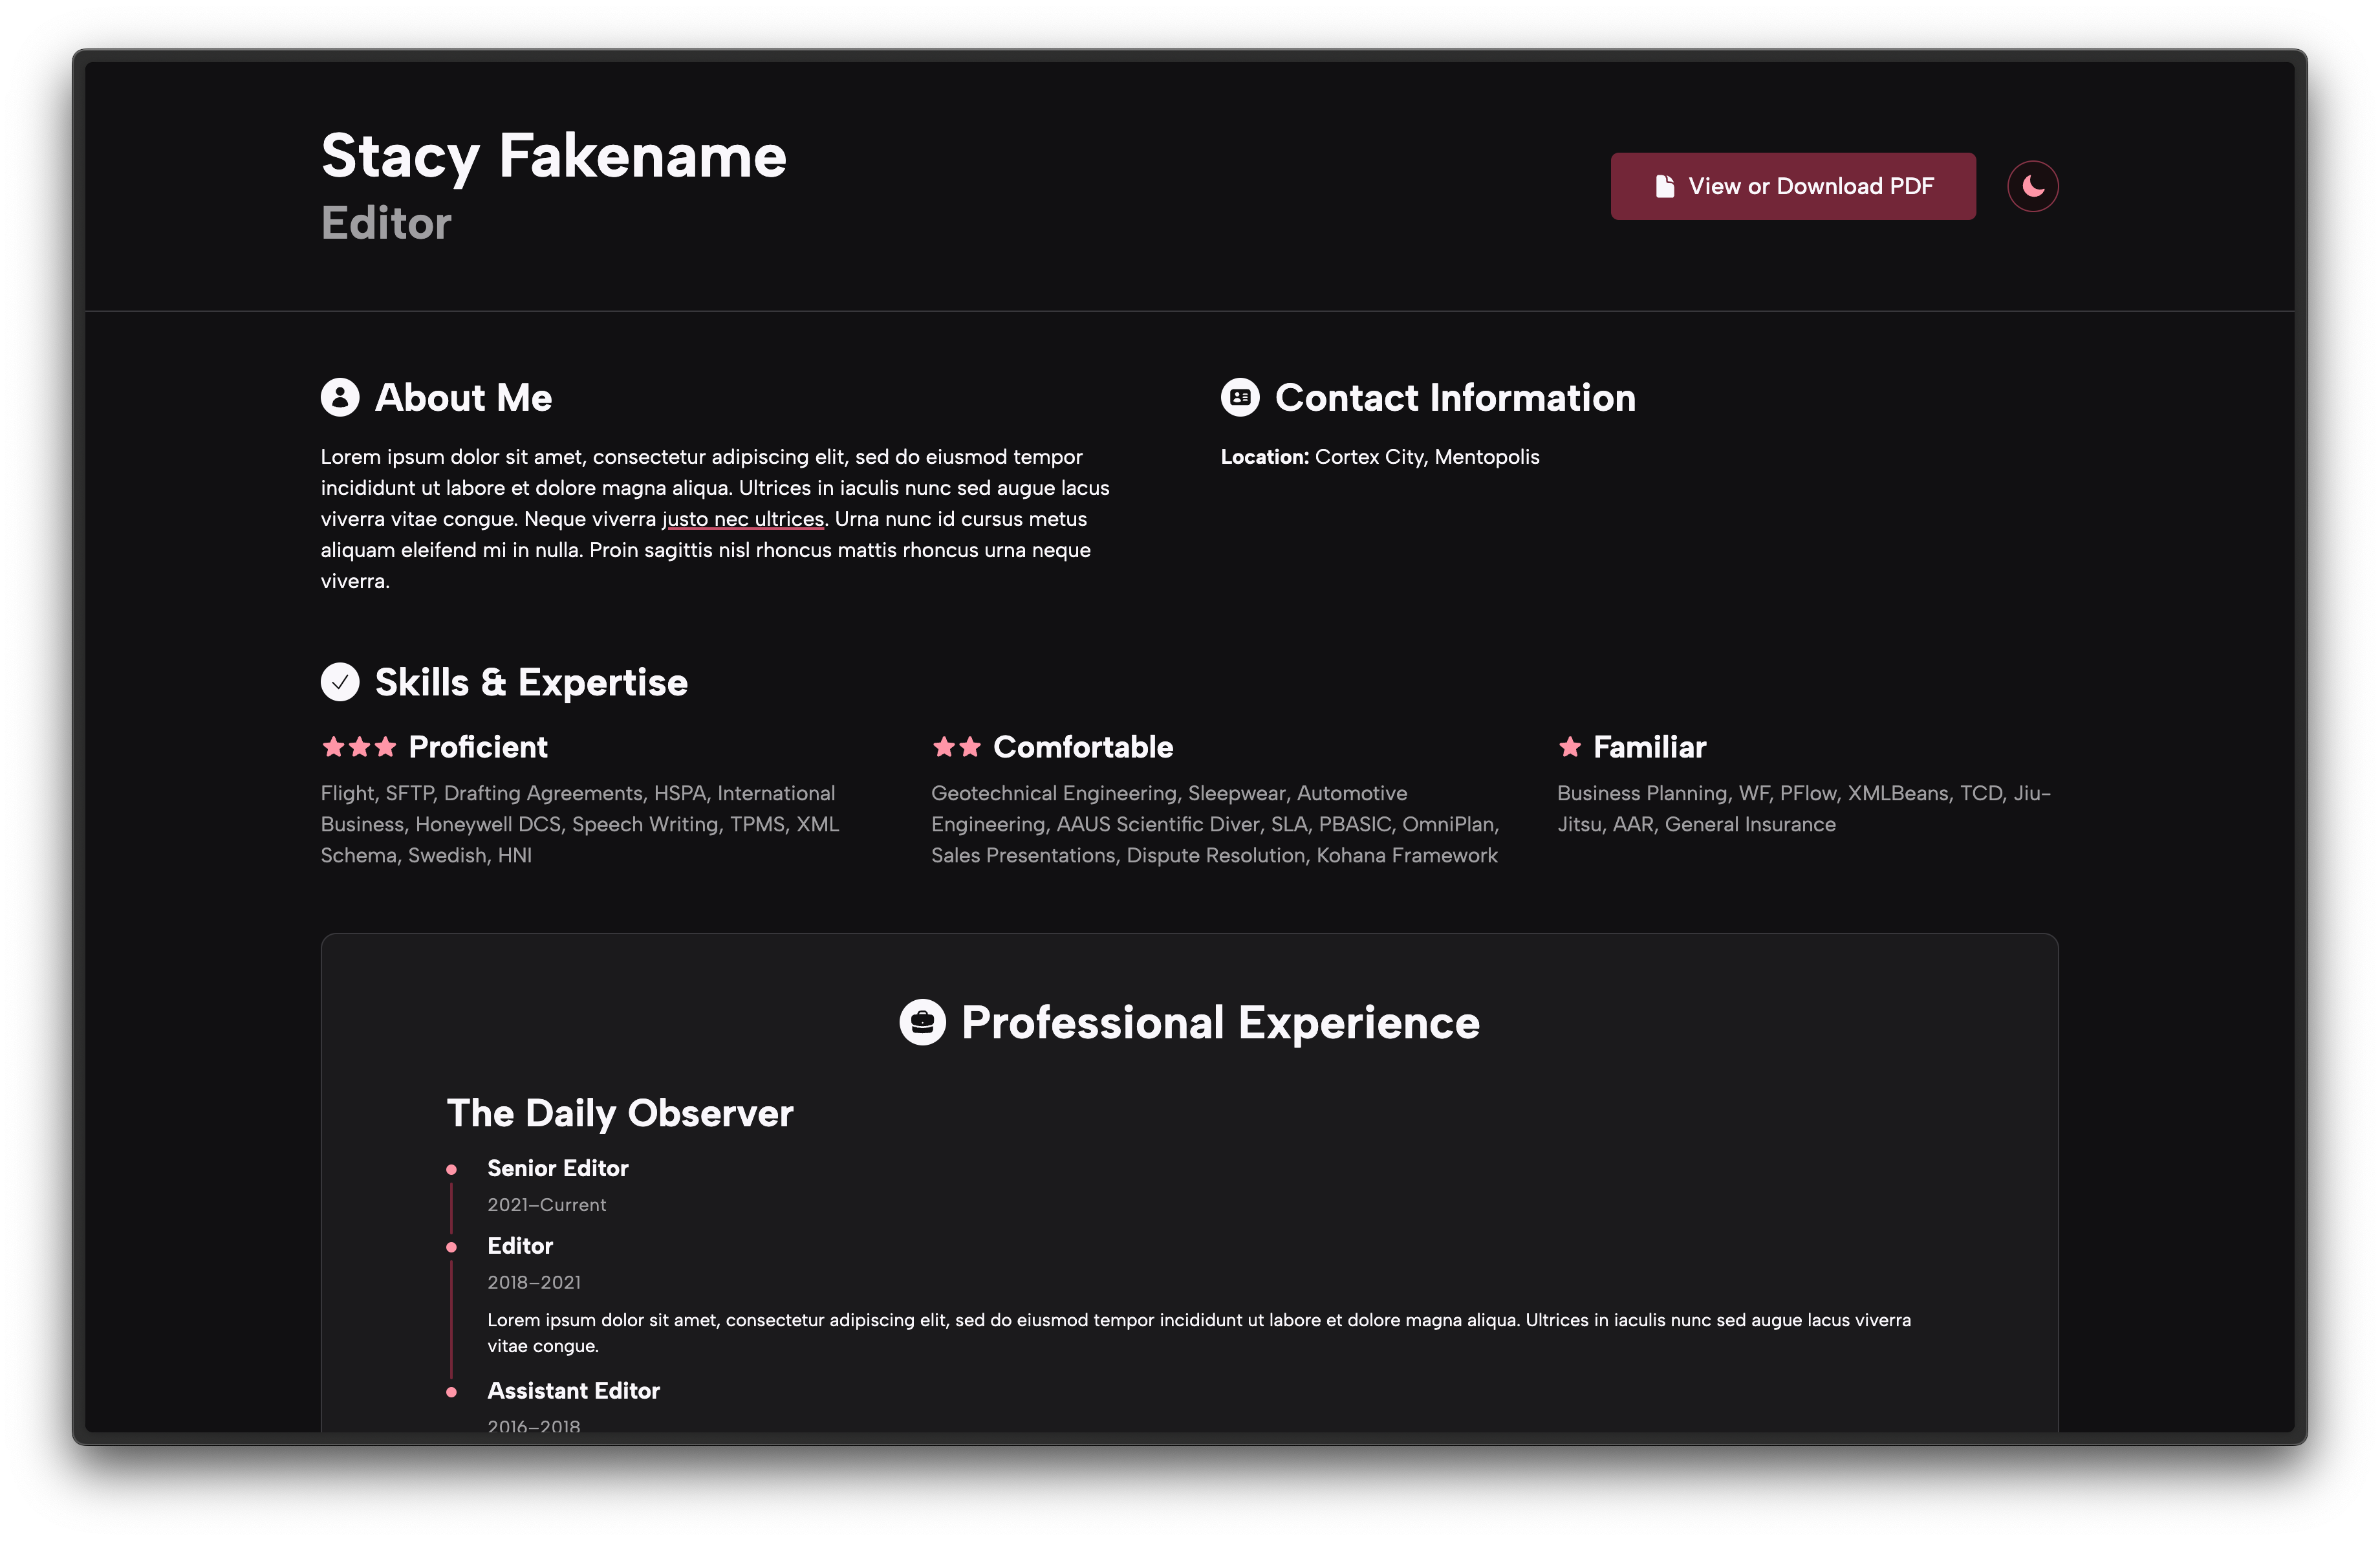 Stacy Fakename
Editor
View or Download PDF
About Me
Lorem ipsum dolor sit amet, consectetur adipiscing elit, sed do eiusmod tempor
incididunt ut labore et dolore magna aliqua. Ultrices in iaculis nunc sed augue lacus
viverra vitae congue. Neque viverra justo nec ultrices. Urna nunc id cursus metus
aliquam eleifend mi in nulla. Proin sagittis nisl rhoncus mattis rhoncus urna neque
viverra.
Contact Information
Location: Cortex City, Mentopolis
Skills & Expertise
Proficient
Flight, SFTP, Drafting Agreements, HSPA, International
Business, Honeywell DCS, Speech Writing, TPMS, XML
Schema, Swedish, HNI
Comfortable
Geotechnical Engineering, Sleepwear, Automotive
Engineering, AAUS Scientific Diver, SLA, PBASIC, OmniPlan,
Sales Presentations, Dispute Resolution, Kohana Framework
Familiar
Business Planning, WF, PFlow, XMLBeans, TCD, Jiu-
Jitsu, AAR, General Insurance
Professional Experience
The Daily Observer
Senior Editor
2021–Current
Editor
2018–2021
Lorem ipsum dolor sit amet, consectetur adipiscing elit, sed do eiusmod tempor incididunt ut labore et dolore magna aliqua. Ultrices in iaculis nunc sed augue lacus viverra
vitae congue.
Assistant Editor
2016–2018